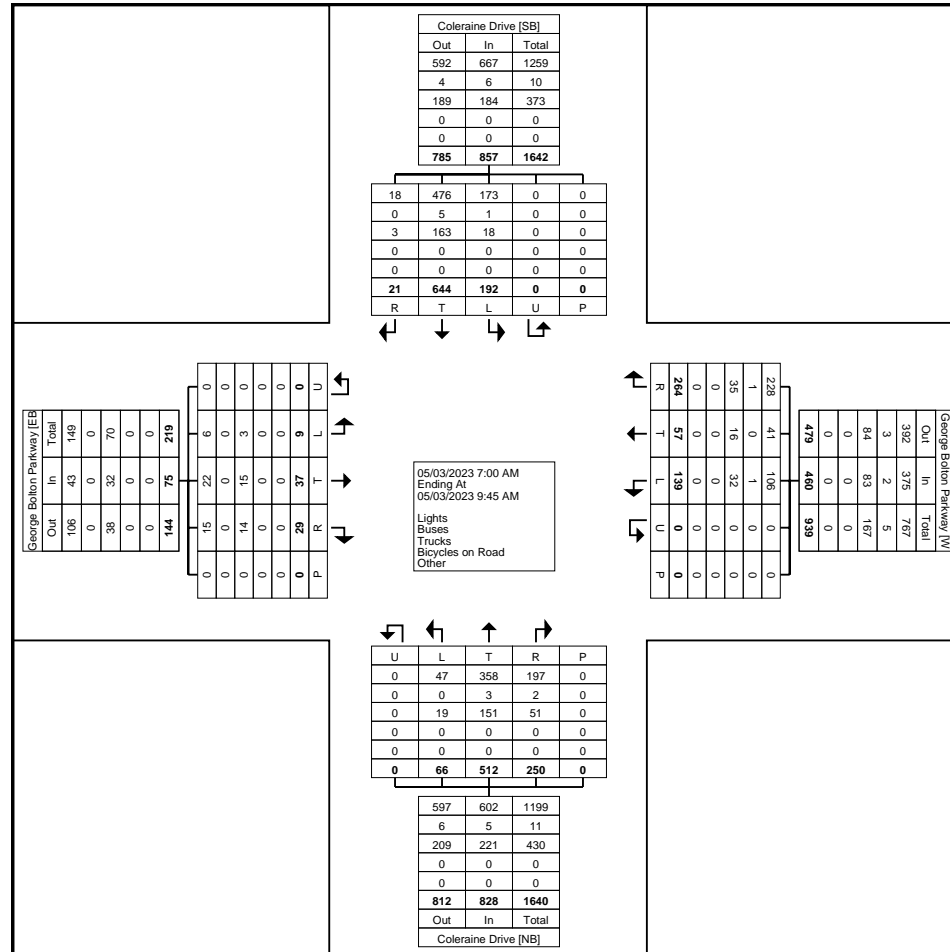 Coleraine Drive [SB]
Out In Total
592 667 1259
4 6 10
189 184 373
0 0 0
0 0 0
785 857 1642
18 476 173 0 0
0 5 1 0 0
3 163 18 0 0
0 0 0 0 0
0 0 0 0 0
21 644 192 0 0
R T L U P
George Bolton Parkway [EB
Total In Out
149 43 106
0 0 0
70 32 38
0 0 0
0 0 0
219 75 144
0 6 22 15 0
0 0 0 0 0
0 3 15 14 0
0 0 0 0 0
0 0 0 0 0
0 9 37 29 0
U L T R P
05/03/2023 7:00 AM
Ending At
05/03/2023 9:45 AM
Lights
Buses
Trucks
Bicycles on Road
Other
George Bolton Parkway [W
Out In Total
392 375 767
3 2 5
84 83 167
0 0 0
0 0 0
479 460 939
228 41 106 0 0
1 0 1 0 0
35 16 32 0 0
0 0 0 0 0
0 0 0 0 0
264 57 139 0 0
R T L U P
U L T R P
0 47 358 197 0
0 0 3 2 0
0 19 151 51 0
0 0 0 0 0
0 0 0 0 0
0 66 512 250 0
597 602 1199
6 5 11
209 221 430
0 0 0
0 0 0
812 828 1640
Out In Total
Coleraine Drive [NB]